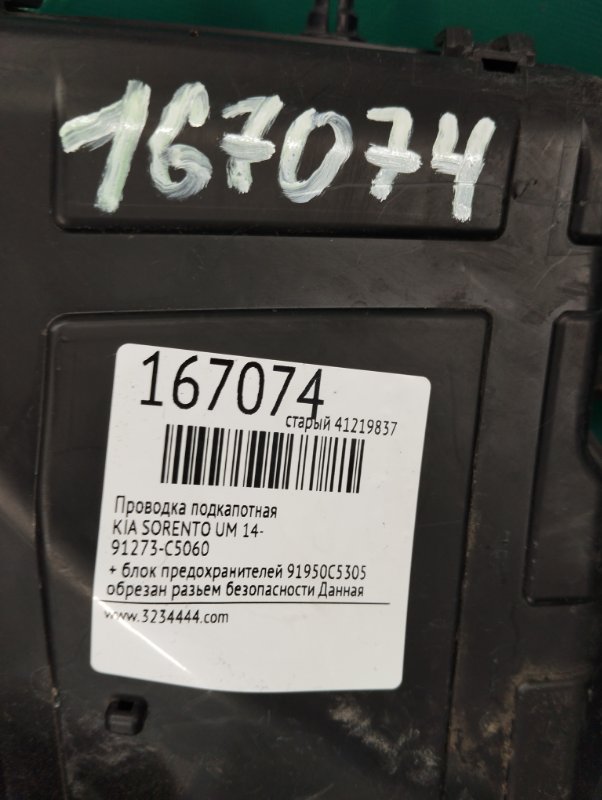 167074
167074
старый 41219837
Проводка подкапотная
KIA SORENTO UM 14-
91273-C5060
+ блок предохранителей 91950C5305
обрезан разьем безопасности Данная
www.3234444.com